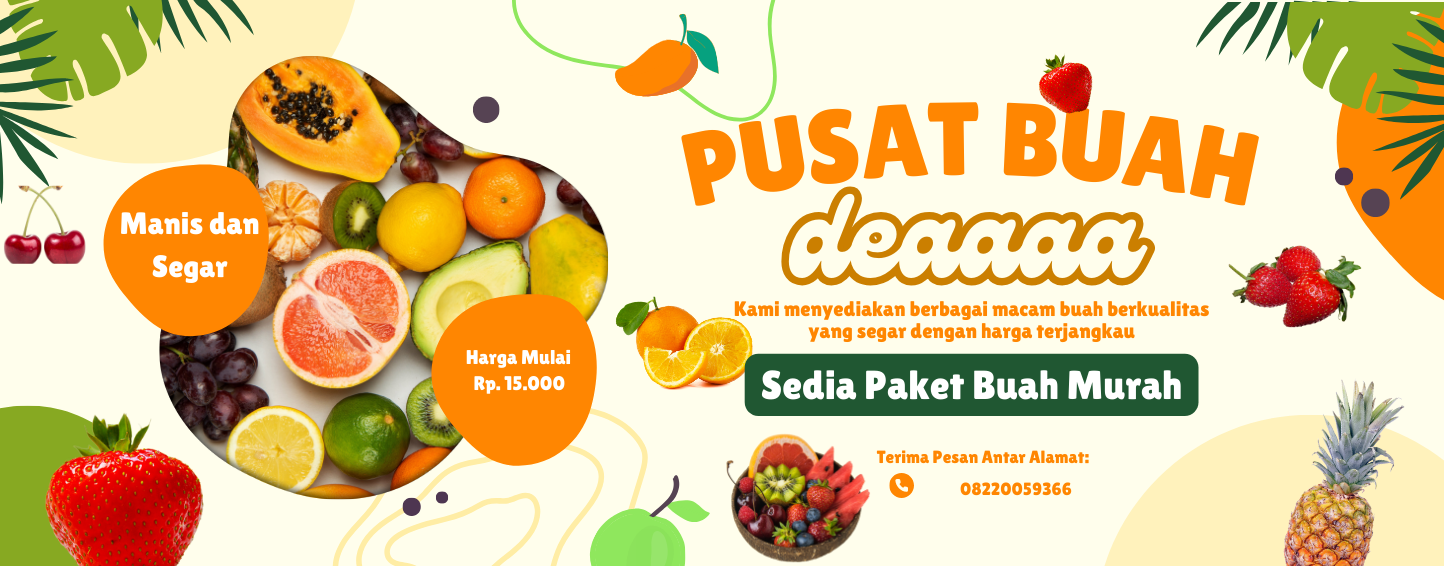 PUSAT BUAH
deaaaa
Manis dan
Segar
Kami menyediakan berbagai macam buah berkualitas
yang segar dengan harga terjangkau
Harga Mulai
Rp. 15.000
Sedia Paket Buah Murah
Terima Pesan Antar Alamat:
08220059366